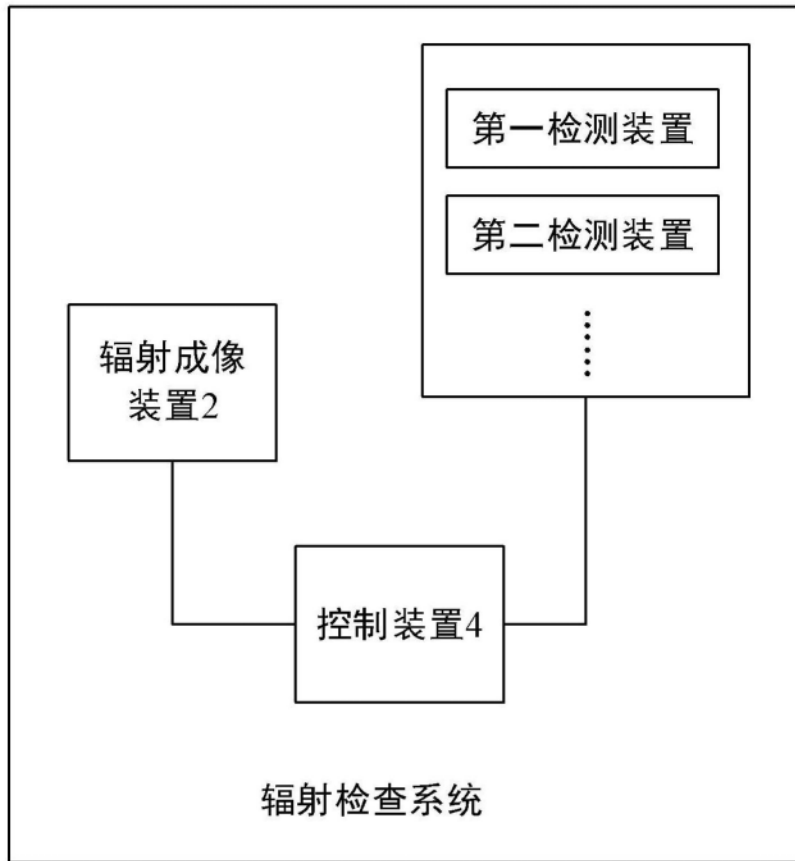 第一检测装置
第二检测装置
……
辐射成像
装置2
控制装置4
辐射检查系统